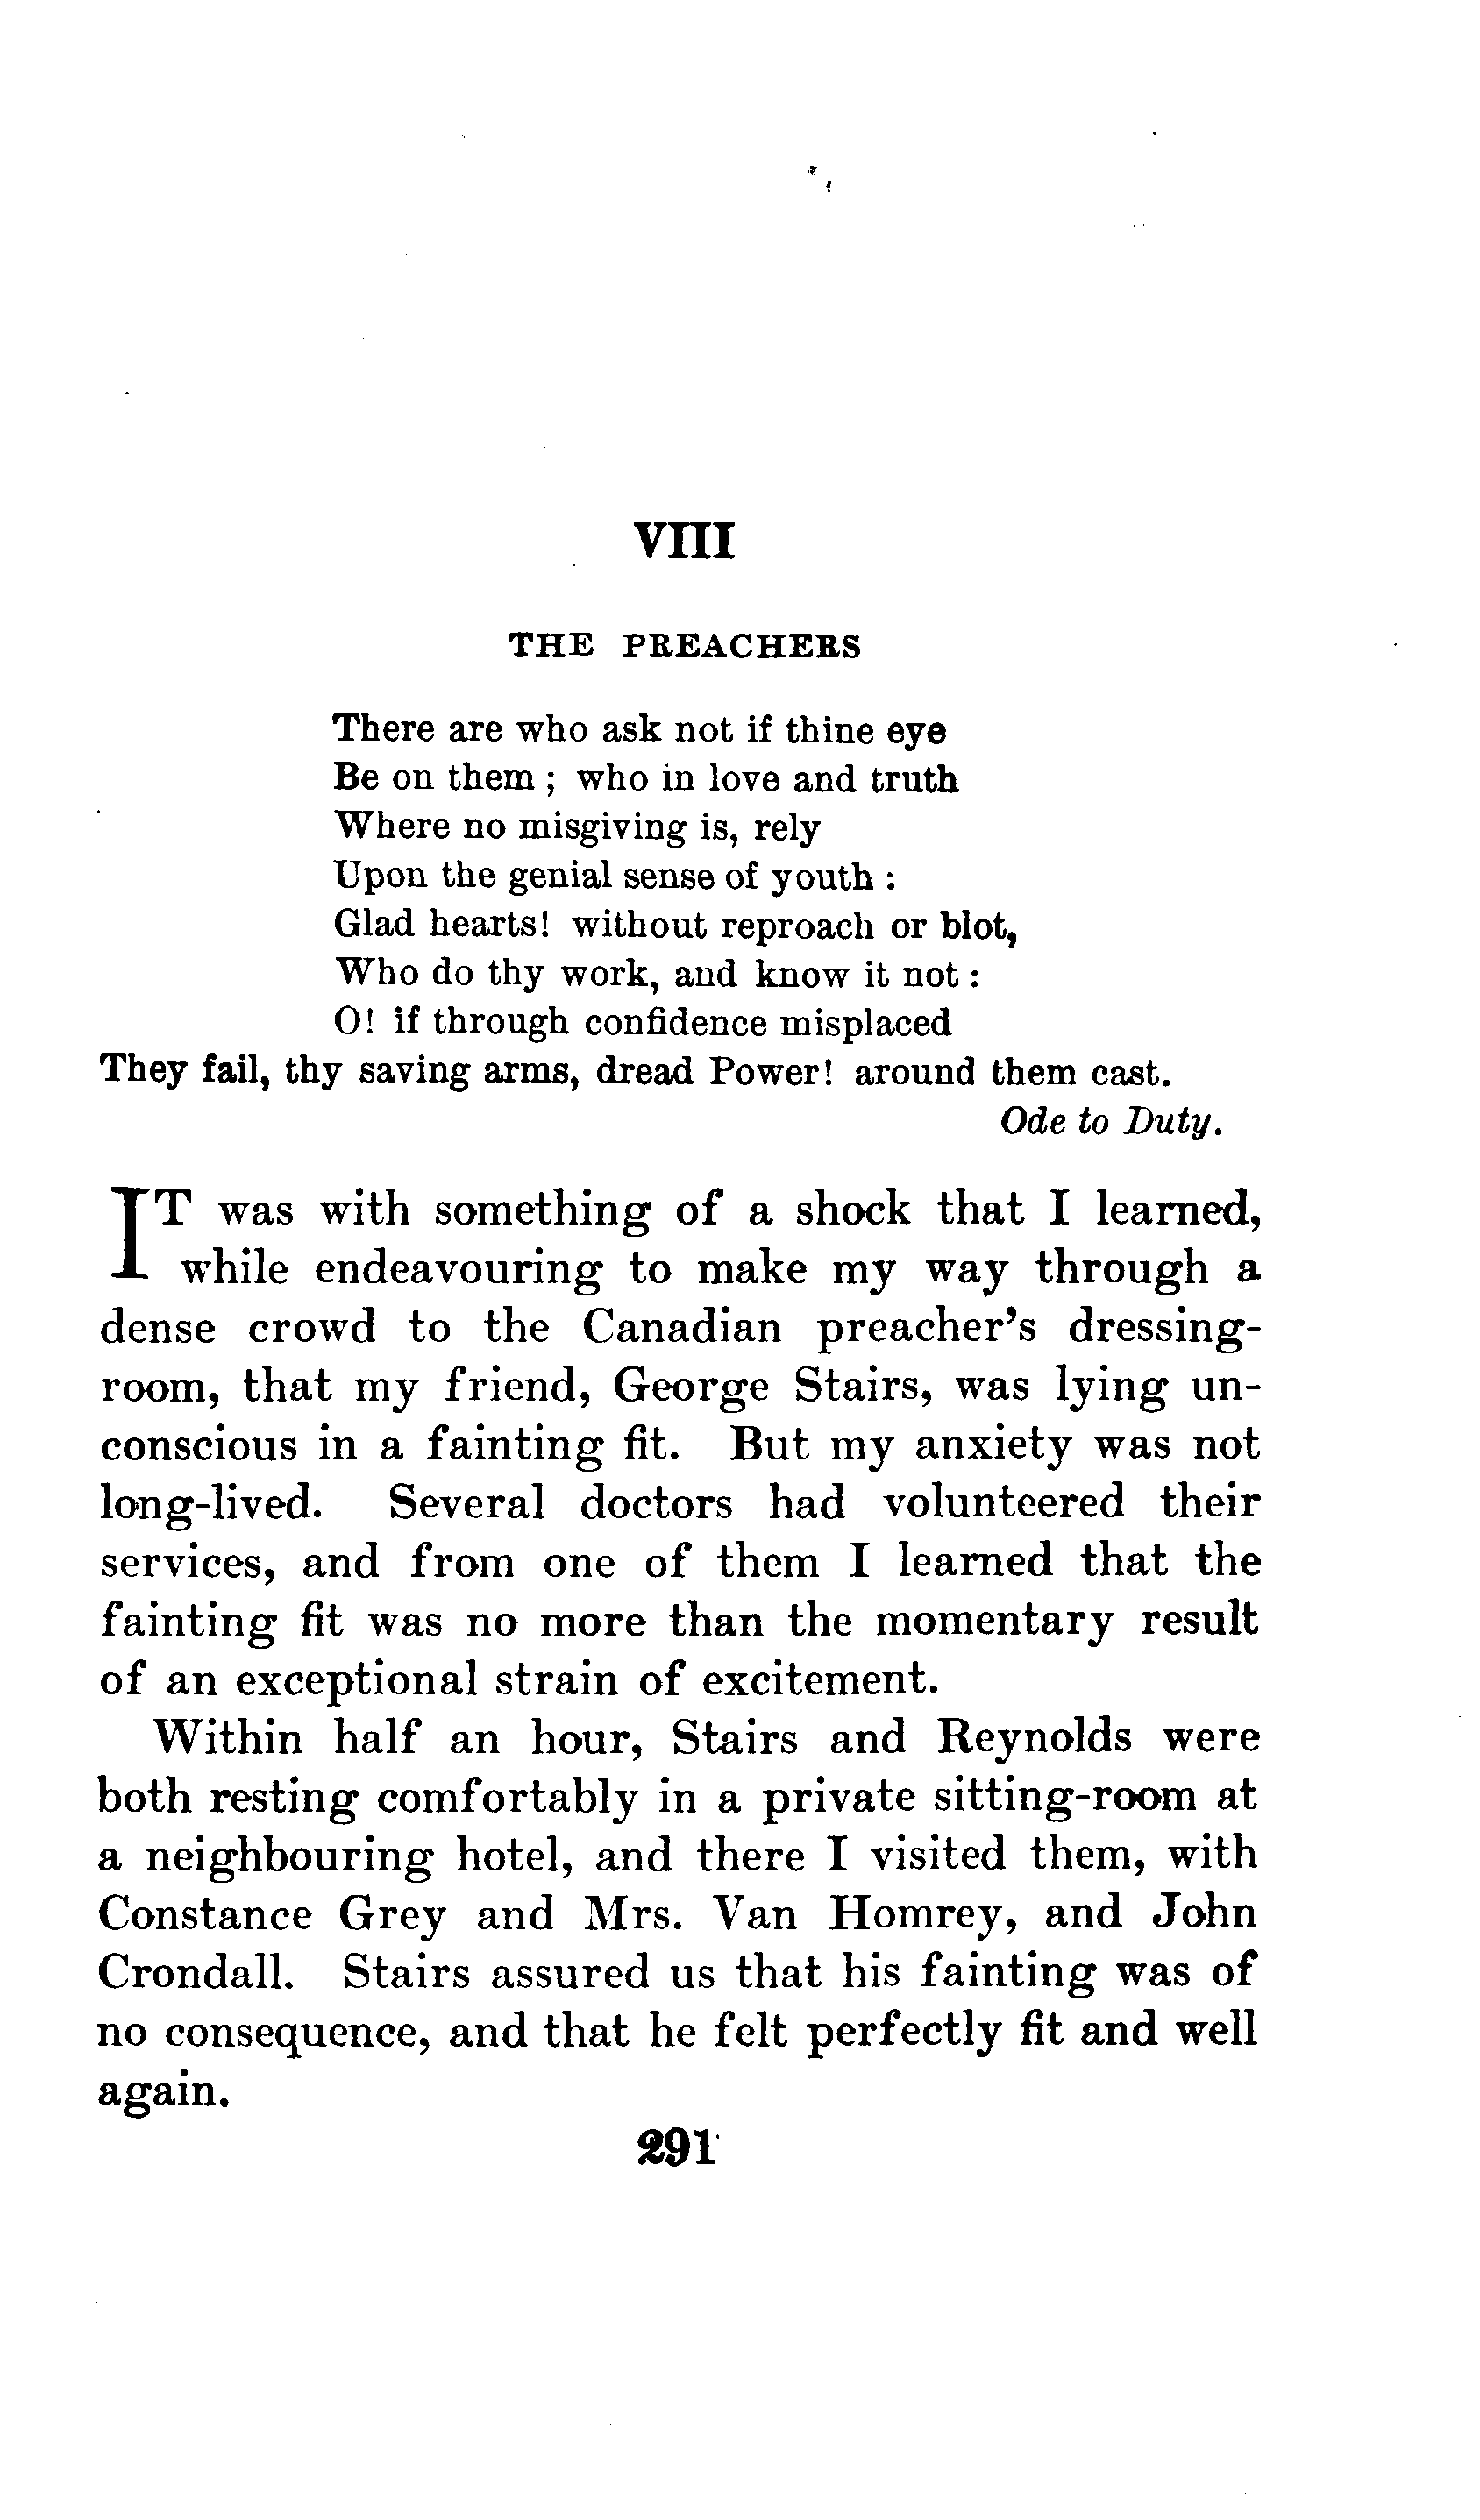 VIII
THE PREACHERS
There are who ask not if thine eye
Be on them ; who in love and truth
Where no misgiving is, rely
Upon the genial sense of youth :
Glad hearts! without reproach or blot,
Who do thy work, and know it not :
O! if through confidence misplaced
They fail, thy saving arms, dread Power! around them cast.
Ode to Duty.
IT was with something of a shock that I learned,
while endeavouring to make my way through a
dense crowd to the Canadian preacher's dressing-
room, that my friend, George Stairs, was lying un-
conscious in a fainting fit. But my anxiety was not
long-lived. Several doctors had volunteered their
services, and from one of them I learned that the
fainting fit was no more than the momentary result
of an exceptional strain of excitement.
Within half an hour, Stairs and Reynolds were
both resting comfortably in a private sitting-room at
a neighbouring hotel, and there I visited them, with
Constance Grey and Mrs. Van Homrey, and John
Crondall. Stairs assured us that his fainting was of
no consequence, and that he felt perfectly fit and well
again.
291